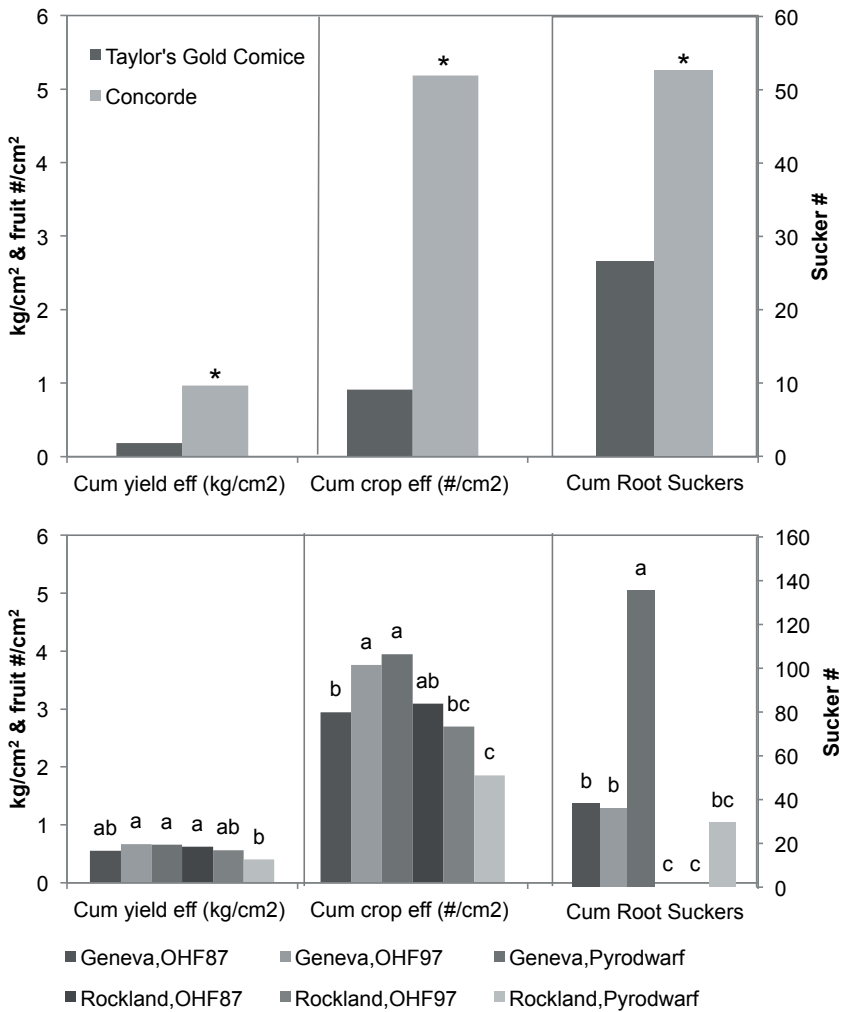 6
5
4
3
2
1
0
kg/cm² & fruit #/cm²
Taylor's Gold Comice
Concorde
*
*
*
60
50
40
30
20
10
0
Sucker #
Cum yield eff (kg/cm2) Cum crop eff (#/cm2) Cum Root Suckers
6
5
4
3
2
1
0
kg/cm² & fruit #/cm²
ab a a a ab b
b a a ab bc c
b b a c c bc
160
140
120
100
80
60
40
20
0
Sucker #
Cum yield eff (kg/cm2) Cum crop eff (#/cm2) Cum Root Suckers
Geneva,OHF87 Geneva,OHF97 Geneva,Pyrodwarf
Rockland,OHF87 Rockland,OHF97 Rockland,Pyrodwarf